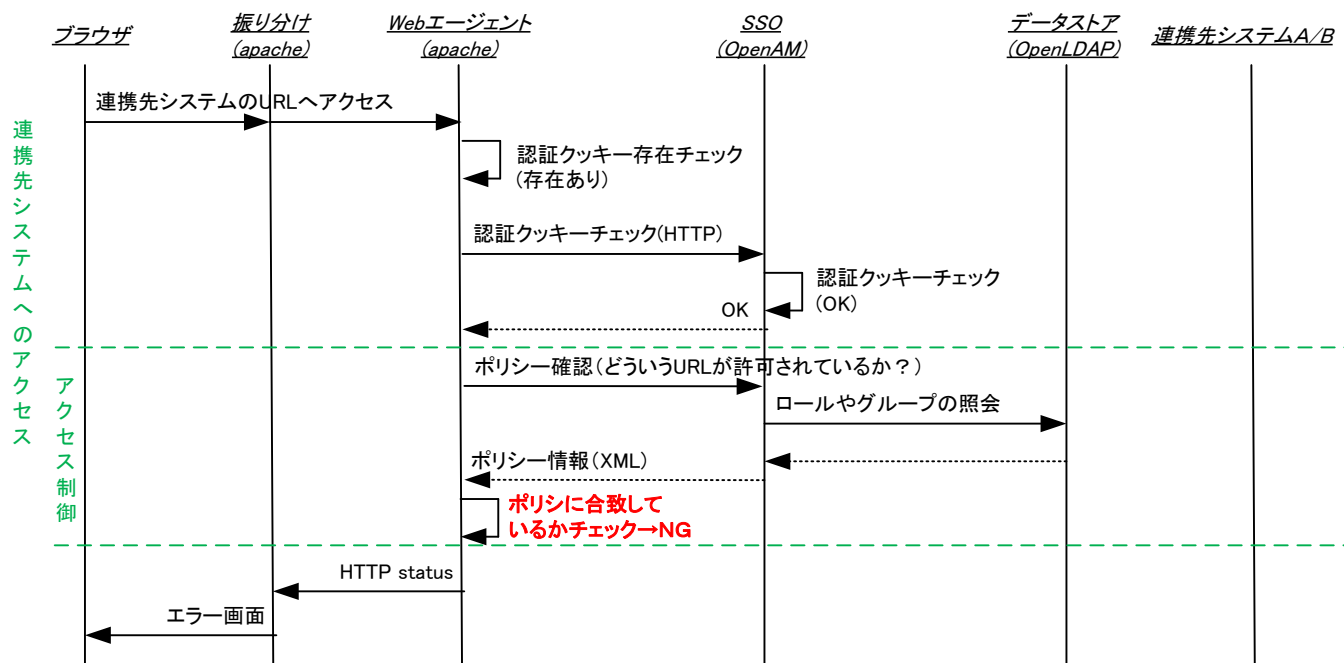 ブラウザ
振り分け
(apache)
Webエージェント
(apache)
SSO
(OpenAM)
データストア
(OpenLDAP)
連携先システムA/B
連携先システムのURLへアクセス
認証クッキー存在チェック
(存在あり)
認証クッキーチェック(HTTP)
認証クッキーチェック
(OK)
OK
連携先システムへのアクセス
ポリシー確認(どういうURLが許可されているか?)
ロールやグループの照会
ポリシー情報(XML)
ポリシに合致して
いるかチェック→NG
アクセス制御
HTTP status
エラー画面